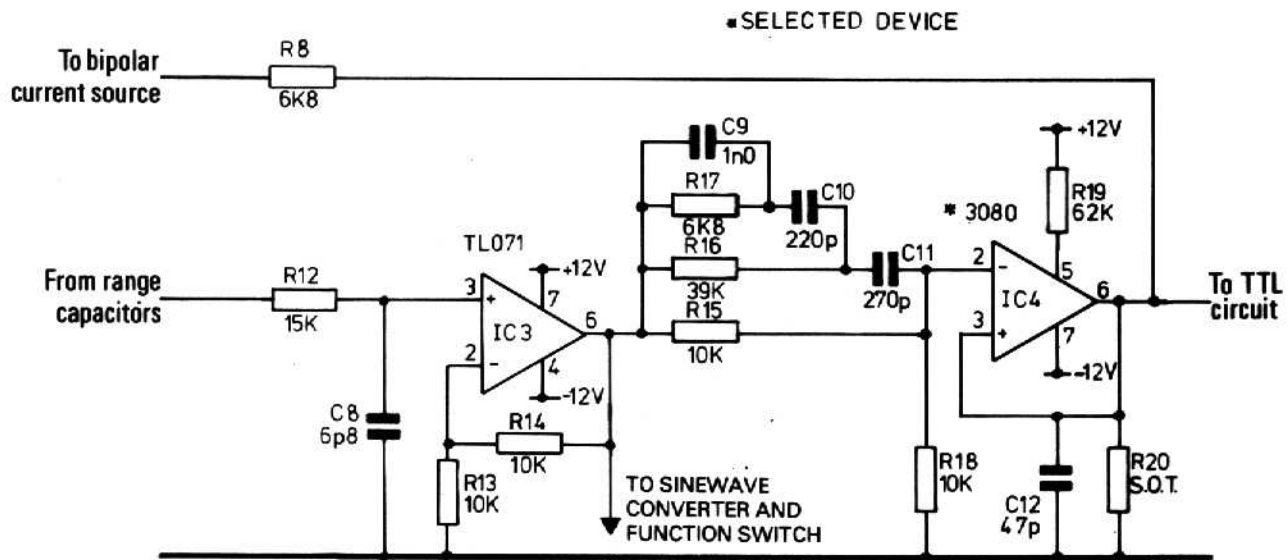 *SELECTED DEVICE
To bipolar
current source
R8
6K8
C9
1n0
R17
6K8
C10
220p
R16
39K
C11
270p
R15
10K
+12V
R19
62K
* 3080
2
-
5
IC4
6
3
+
7
-12V
To TTL
circuit
TL071
From range
capacitors
R12
15K
3
+
+12V
7
IC3
6
2
-
4
-12V
C8
6p8
R14
10K
R13
10K
TO SINEWAVE
CONVERTER AND
FUNCTION SWITCH
R18
10K
C12
47p
R20
S.O.T.